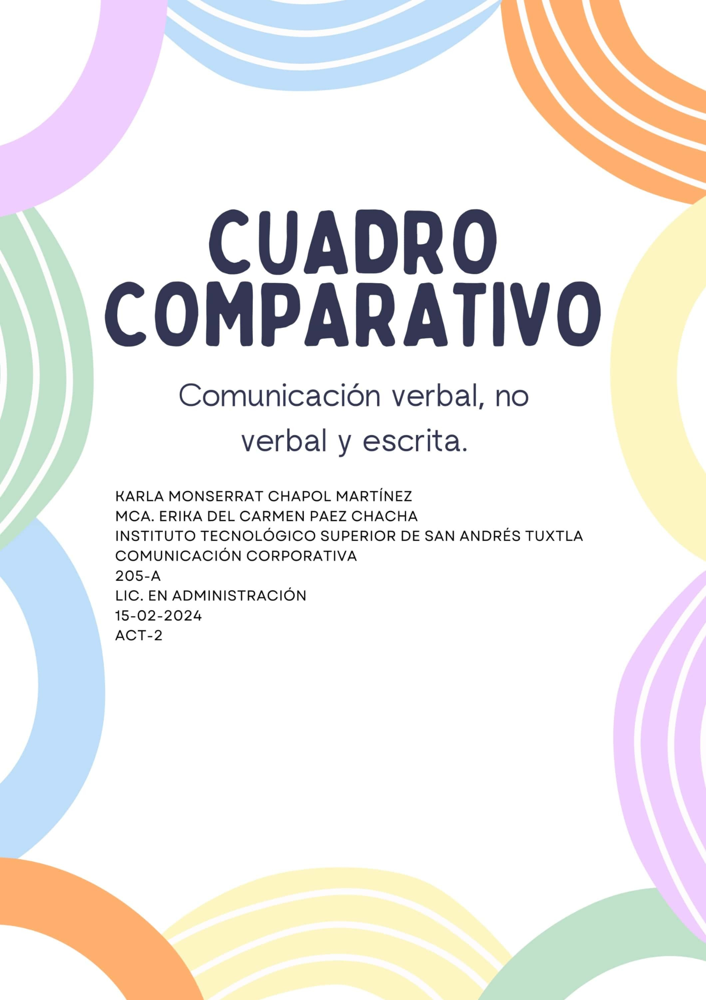 CUADRO
COMPARATIVO
Comunicación verbal, no
verbal y escrita.
KARLA MONSERRAT CHAPOL MARTÍNEZ
MCA. ERIKA DEL CARMEN PAEZ CHACHA
INSTITUTO TECNOLÓGICO SUPERIOR DE SAN ANDRÉS TUXTLA
COMUNICACIÓN CORPORATIVA
205-A
LIC. EN ADMINISTRACIÓN
15-02-2024
ACT-2